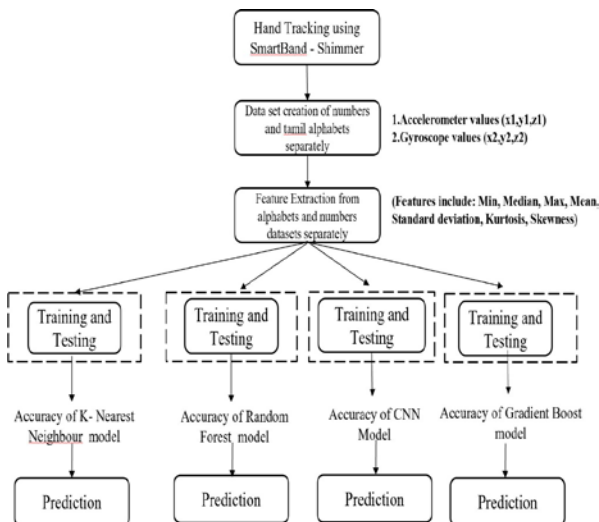 Hand Tracking using
SmartBand - Shimmer
Data set creation of numbers
and tamil alphabets
separately
1.Accelerometer values (x1,y1,z1)
2.Gyroscope values (x2,y2,z2)
Feature Extraction from
alphabets and numbers
datasets separately
(Features include: Min, Median, Max, Mean,
Standard deviation, Kurtosis, Skewness)
Training and
Testing
Training and
Testing
Training and
Testing
Training and
Testing
Accuracy of K- Nearest
Neighbour model
Accuracy of Random
Forest model
Accuracy of CNN
Model
Accuracy of Gradient Boost
model
Prediction
Prediction
Prediction
Prediction